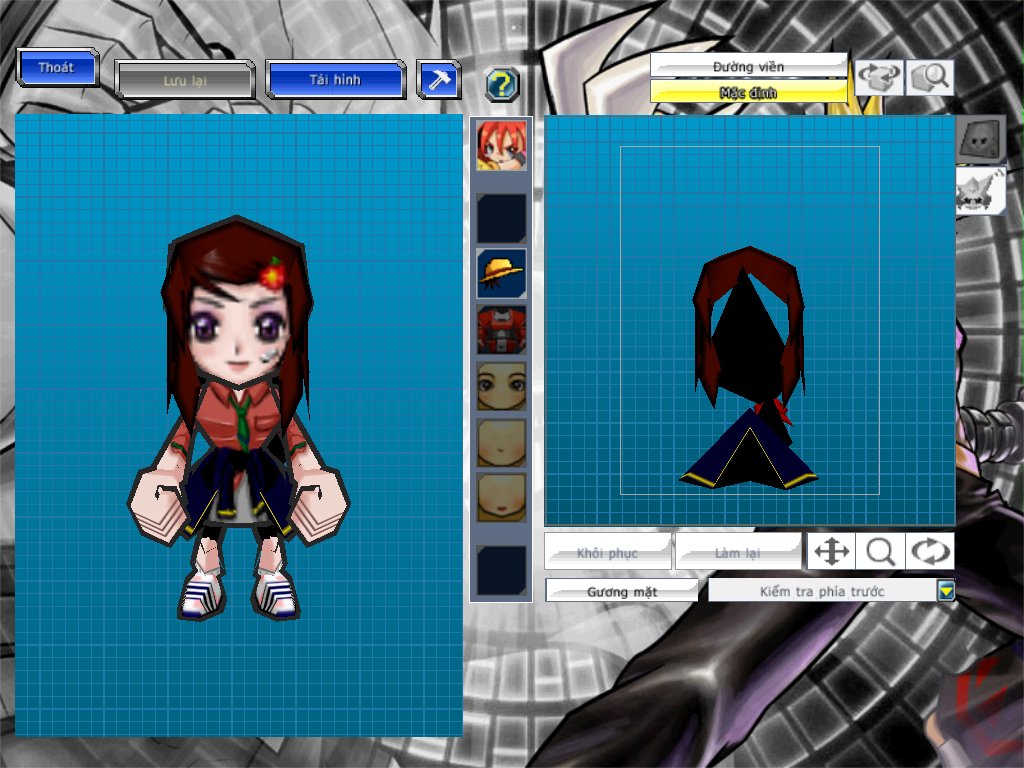 Thoát
Lưu lại
Tải hình
Đường viền
Mặc định
Khôi phục
Làm lại
Gương mặt
Kiểm tra phía trước